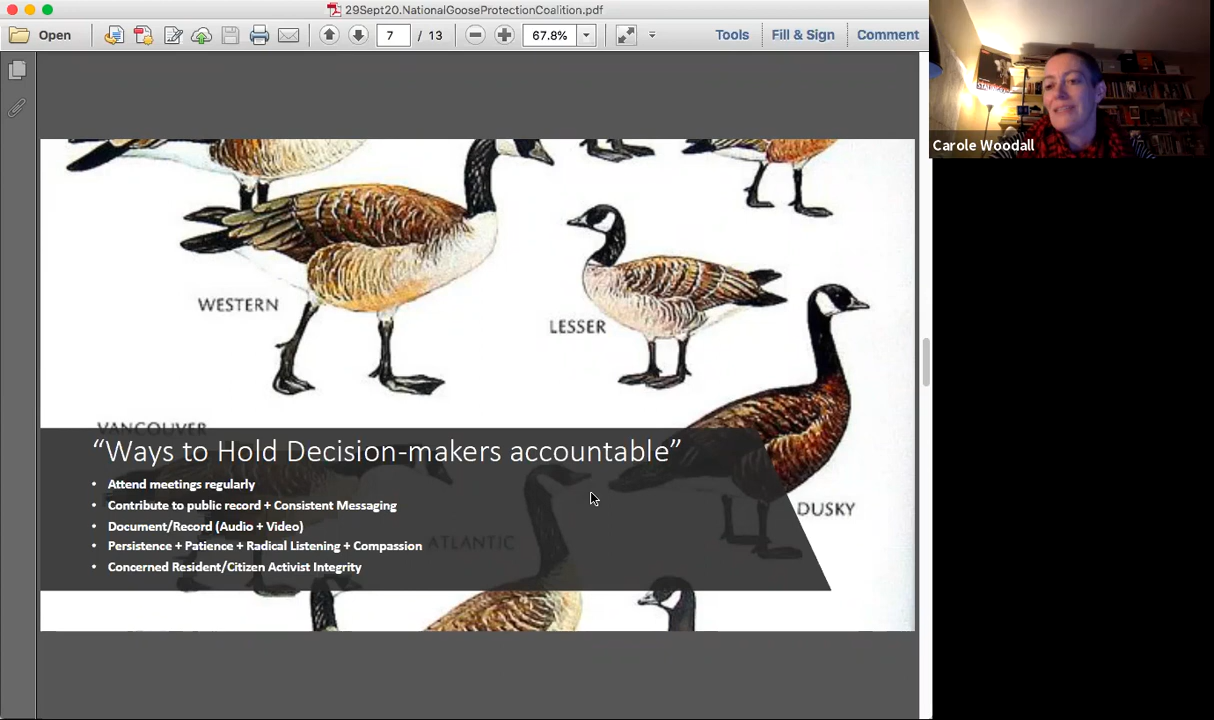 29Sept20.NationalGooseProtectionCoalition.pdf
Open
7 / 13
67.8%
Tools
Fill & Sign
Comment
Carole Woodall
WESTERN
LESSER
VANCOUVER
“Ways to Hold Decision-makers accountable”
• Attend meetings regularly
• Contribute to public record + Consistent Messaging
• Document/Record (Audio + Video)
• Persistence + Patience + Radical Listening + Compassion
• Concerned Resident/Citizen Activist Integrity
DUSKY
ATLANTIC